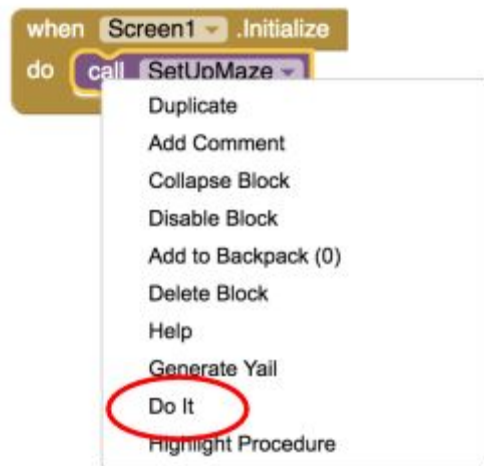 when Screen1 .Initialize
do call SetUpMaze
Duplicate
Add Comment
Collapse Block
Disable Block
Add to Backpack (0)
Delete Block
Help
Generate Yail
Do It
Highlight Procedure